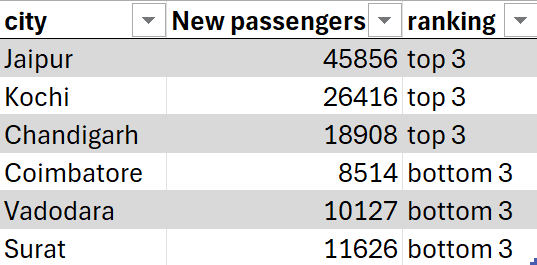 city New passengers ranking
Jaipur 45856 top 3
Kochi 26416 top 3
Chandigarh 18908 top 3
Coimbatore 8514 bottom 3
Vadodara 10127 bottom 3
Surat 11626 bottom 3